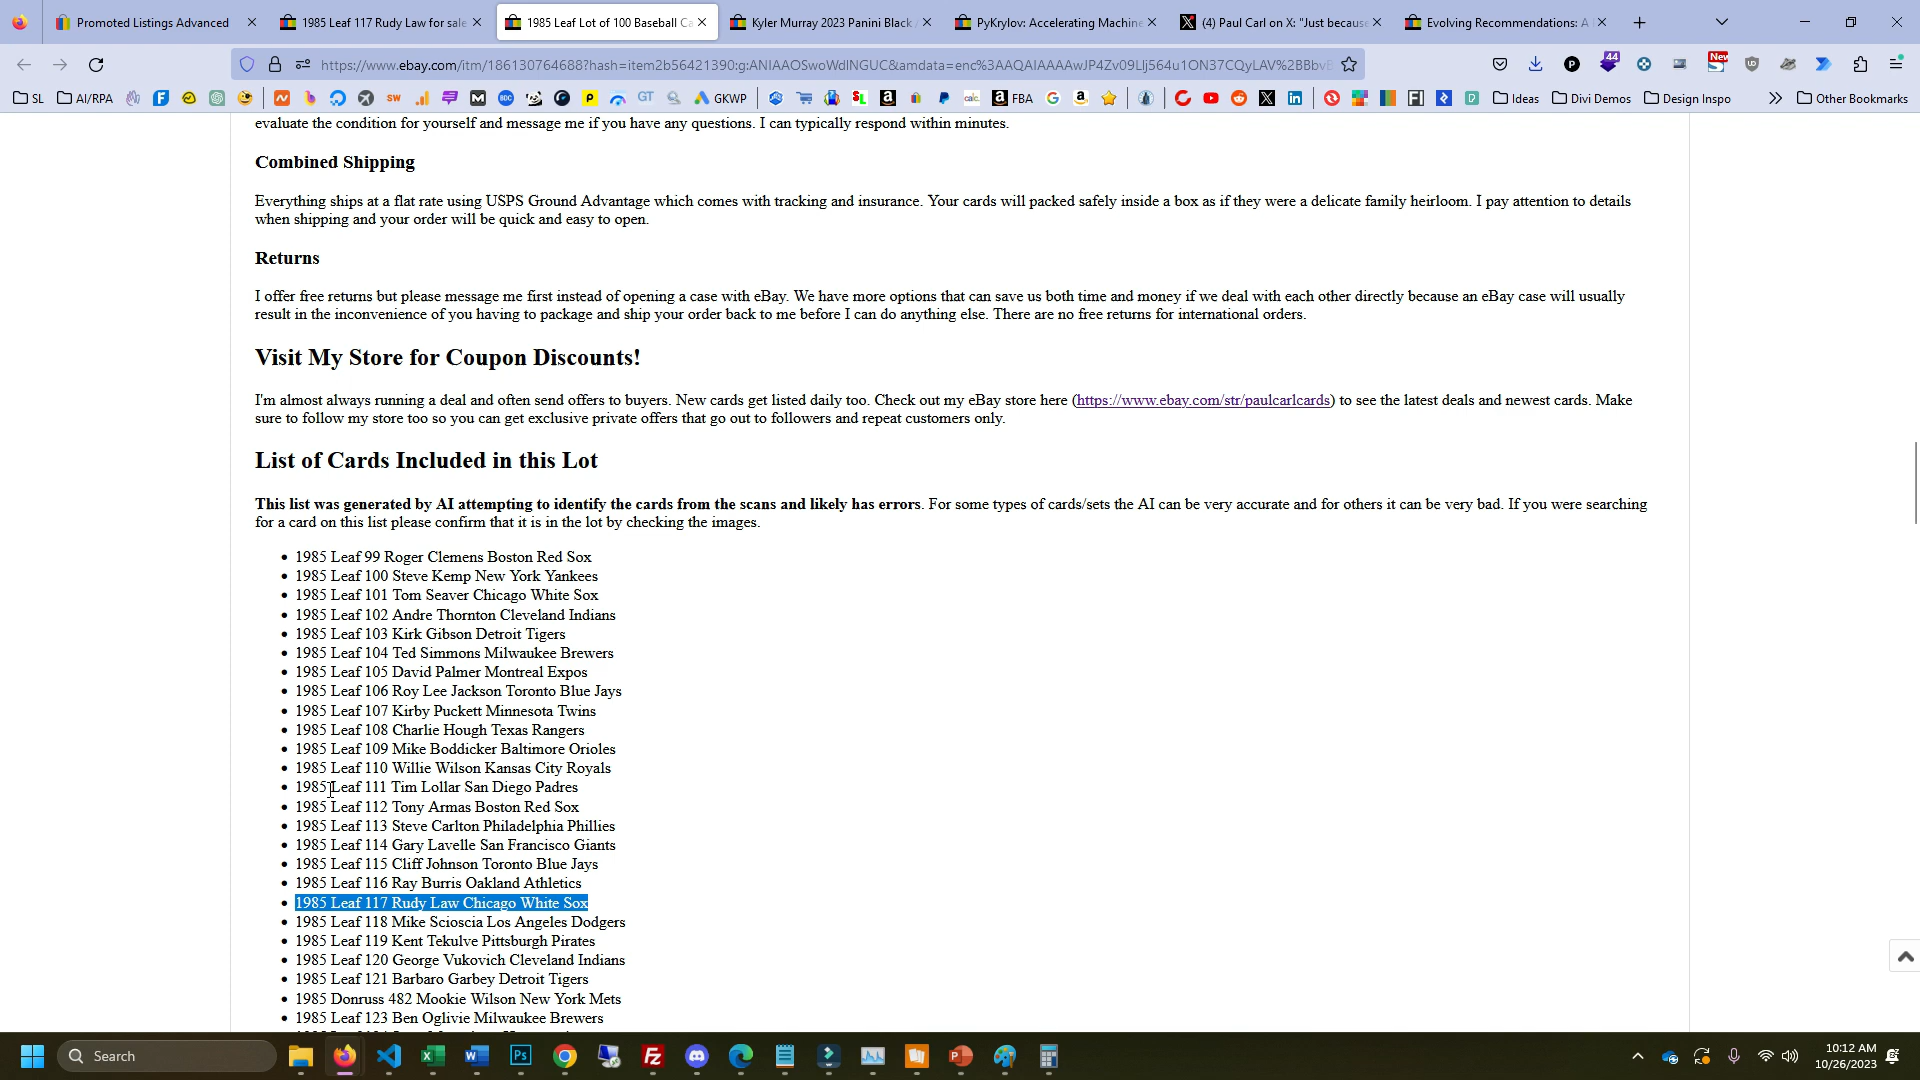 Promoted Listings Advanced
1985 Leaf 117 Rudy Law for sale
1985 Leaf Lot of 100 Baseball Ca
Kyler Murray 2023 Panini Black
PyKrylov: Accelerating Machine
(4) Paul Carl on X: "Just because
Evolving Recommendations: A
https://www.ebay.com/itm/186130764688?hash=item2b56421390:g:ANIAAOSwoWdlNGUC&amdata=enc%3AAQAIAAAAwJP4Zv09Llj564u1ON37CQyLAV%2BBbvB
44
New
SL
AI/RPA
SW
GT
GKWP
FBA
Ideas
Divi Demos
Design Inspo
Other Bookmarks
evaluate the condition for yourself and message me if you have any questions. I can typically respond within minutes.
Combined Shipping
Everything ships at a flat rate using USPS Ground Advantage which comes with tracking and insurance. Your cards will packed safely inside a box as if they were a delicate family heirloom. I pay attention to details
when shipping and your order will be quick and easy to open.
Returns
I offer free returns but please message me first instead of opening a case with eBay. We have more options that can save us both time and money if we deal with each other directly because an eBay case will usually
result in the inconvenience of you having to package and ship your order back to me before I can do anything else. There are no free returns for international orders.
Visit My Store for Coupon Discounts!
I'm almost always running a deal and often send offers to buyers. New cards get listed daily too. Check out my eBay store here (https://www.ebay.com/str/paulcarlcards) to see the latest deals and newest cards. Make
sure to follow my store too so you can get exclusive private offers that go out to followers and repeat customers only.
List of Cards Included in this Lot
This list was generated by AI attempting to identify the cards from the scans and likely has errors. For some types of cards/sets the AI can be very accurate and for others it can be very bad. If you were searching
for a card on this list please confirm that it is in the lot by checking the images.
• 1985 Leaf 99 Roger Clemens Boston Red Sox
• 1985 Leaf 100 Steve Kemp New York Yankees
• 1985 Leaf 101 Tom Seaver Chicago White Sox
• 1985 Leaf 102 Andre Thornton Cleveland Indians
• 1985 Leaf 103 Kirk Gibson Detroit Tigers
• 1985 Leaf 104 Ted Simmons Milwaukee Brewers
• 1985 Leaf 105 David Palmer Montreal Expos
• 1985 Leaf 106 Roy Lee Jackson Toronto Blue Jays
• 1985 Leaf 107 Kirby Puckett Minnesota Twins
• 1985 Leaf 108 Charlie Hough Texas Rangers
• 1985 Leaf 109 Mike Boddicker Baltimore Orioles
• 1985 Leaf 110 Willie Wilson Kansas City Royals
• 1985 Leaf 111 Tim Lollar San Diego Padres
• 1985 Leaf 112 Tony Armas Boston Red Sox
• 1985 Leaf 113 Steve Carlton Philadelphia Phillies
• 1985 Leaf 114 Gary Lavelle San Francisco Giants
• 1985 Leaf 115 Cliff Johnson Toronto Blue Jays
• 1985 Leaf 116 Ray Burris Oakland Athletics
• 1985 Leaf 117 Rudy Law Chicago White Sox
• 1985 Leaf 118 Mike Scioscia Los Angeles Dodgers
• 1985 Leaf 119 Kent Tekulve Pittsburgh Pirates
• 1985 Leaf 120 George Vukovich Cleveland Indians
• 1985 Leaf 121 Barbaro Garbey Detroit Tigers
• 1985 Donruss 482 Mookie Wilson New York Mets
• 1985 Leaf 123 Ben Oglivie Milwaukee Brewers
Search
10:12 AM
10/26/2023